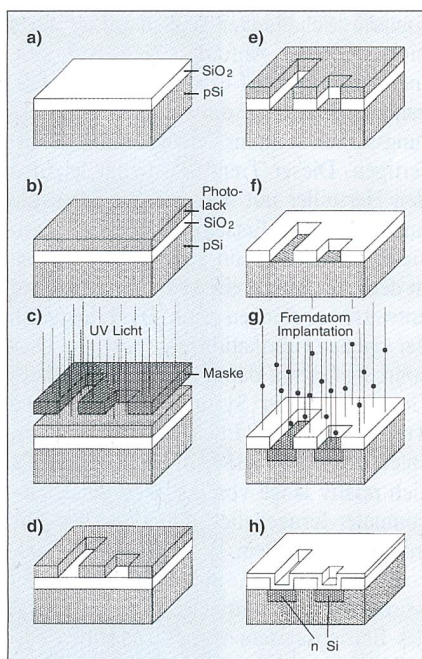 a)
SiO₂
pSi
b)
Photo-
lack
SiO₂
pSi
c)
UV Licht
Maske
d)
e)
f)
g)
Fremdatom
Implantation
h)
n Si